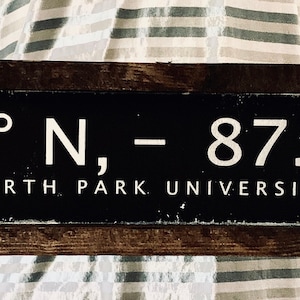 ° N, – 87.
RTH PARK UNIVERSI